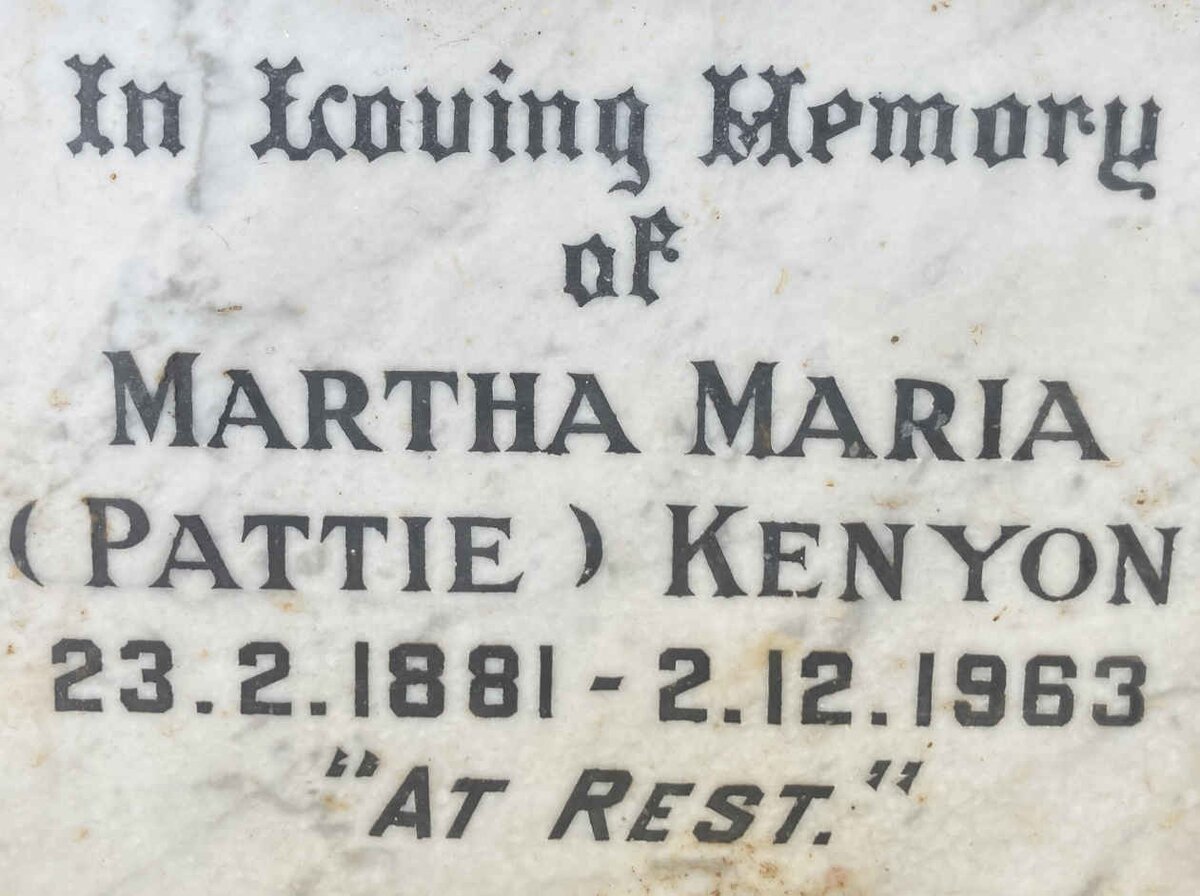 In Loving Memory
of
MARTHA MARIA
(PATTIE) KENYON
23.2.1881 - 2.12.1963
"AT REST."